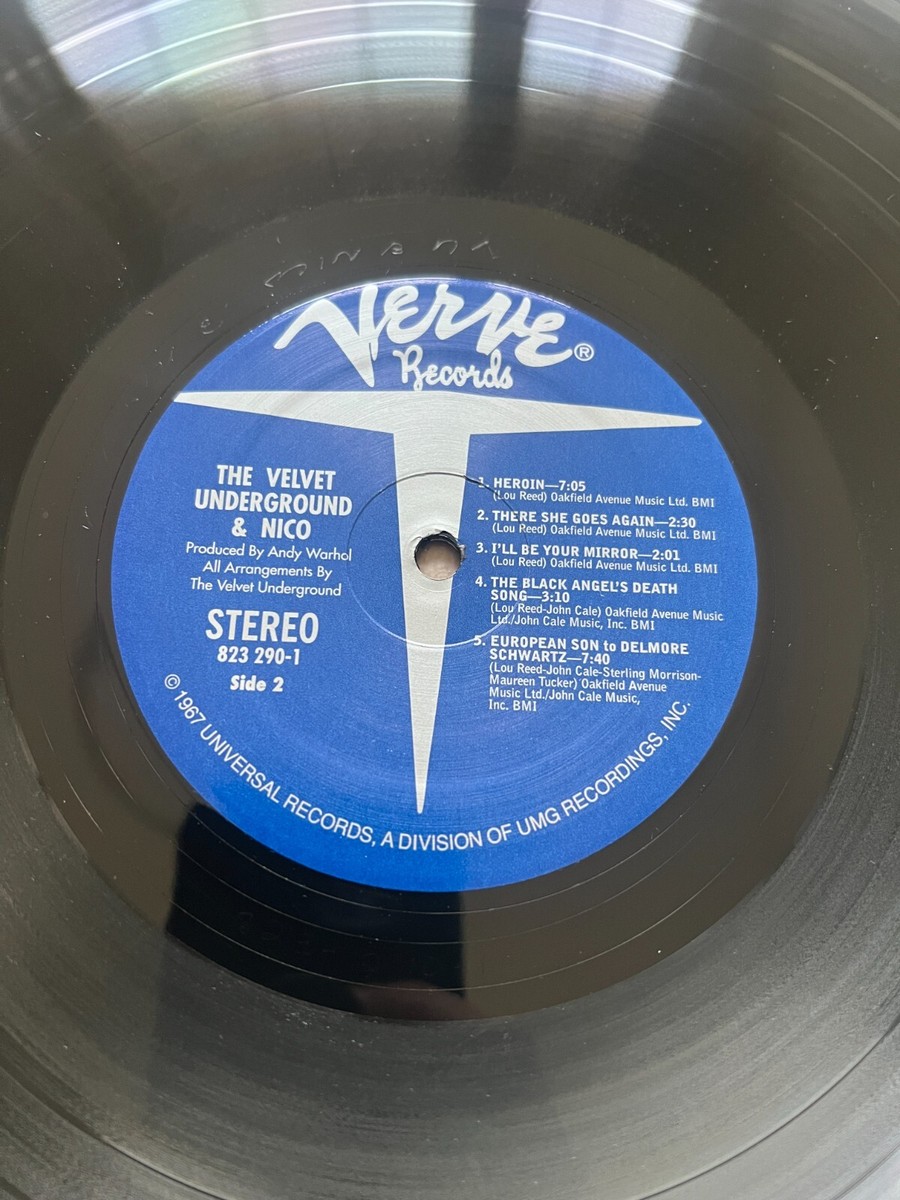 Verve®
Records
THE VELVET
UNDERGROUND
& NICO
Produced By Andy Warhol
All Arrangements By
The Velvet Underground
STEREO
823 290-1
Side 2
1. HEROIN—7:05
(Lou Reed) Oakfield Avenue Music Ltd. BMI
2. THERE SHE GOES AGAIN—2:30
(Lou Reed) Oakfield Avenue Music Ltd. BMI
3. I'LL BE YOUR MIRROR—2:01
(Lou Reed) Oakfield Avenue Music Ltd. BMI
4. THE BLACK ANGEL'S DEATH
SONG—3:10
(Lou Reed-John Cale) Oakfield Avenue Music
Ltd./John Cale Music, Inc. BMI
5. EUROPEAN SON to DELMORE
SCHWARTZ—7:40
(Lou Reed-John Cale-Sterling Morrison-
Maureen Tucker) Oakfield Avenue
Music Ltd./John Cale Music,
Inc. BMI
© 1967 UNIVERSAL RECORDS, A DIVISION OF UMG RECORDINGS, INC.